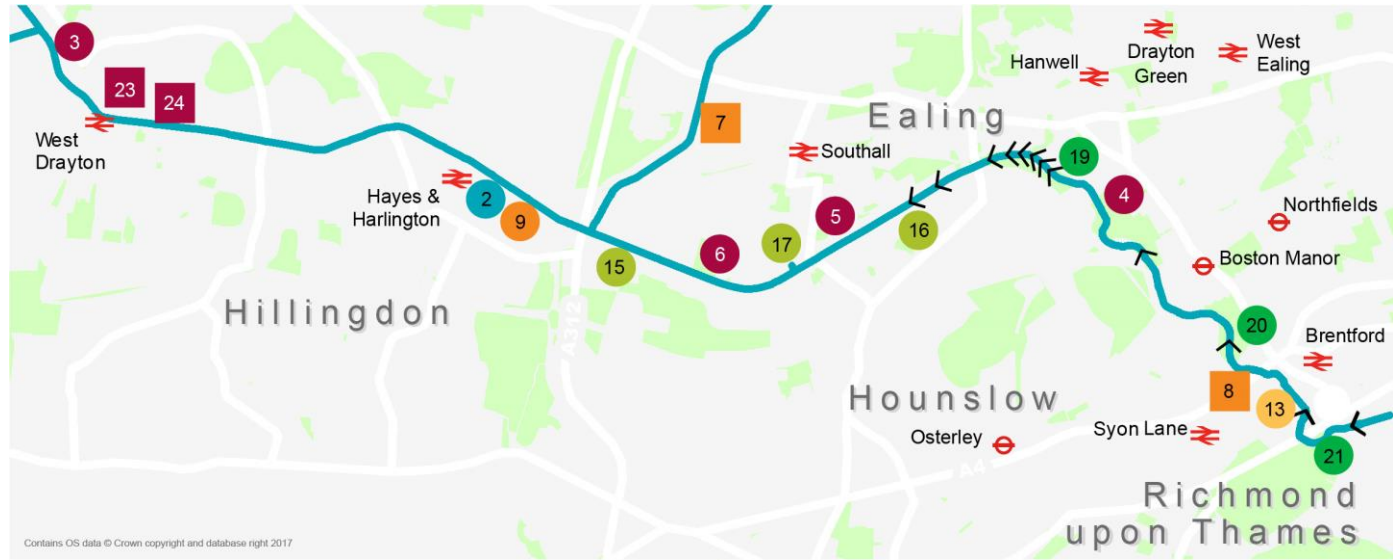 3
23
24
West
Drayton
Hayes &
Harlington
2
9
Hillingdon
15
A312
7
6
17
5
Southall
16
Ealing
19
4
Hanwell
Drayton
Green
West
Ealing
Northfields
Boston Manor
20
Brentford
8
13
Hounslow
Osterley
A4
Syon Lane
21
Richmond
upon Thames
Contains OS data © Crown copyright and database right 2017